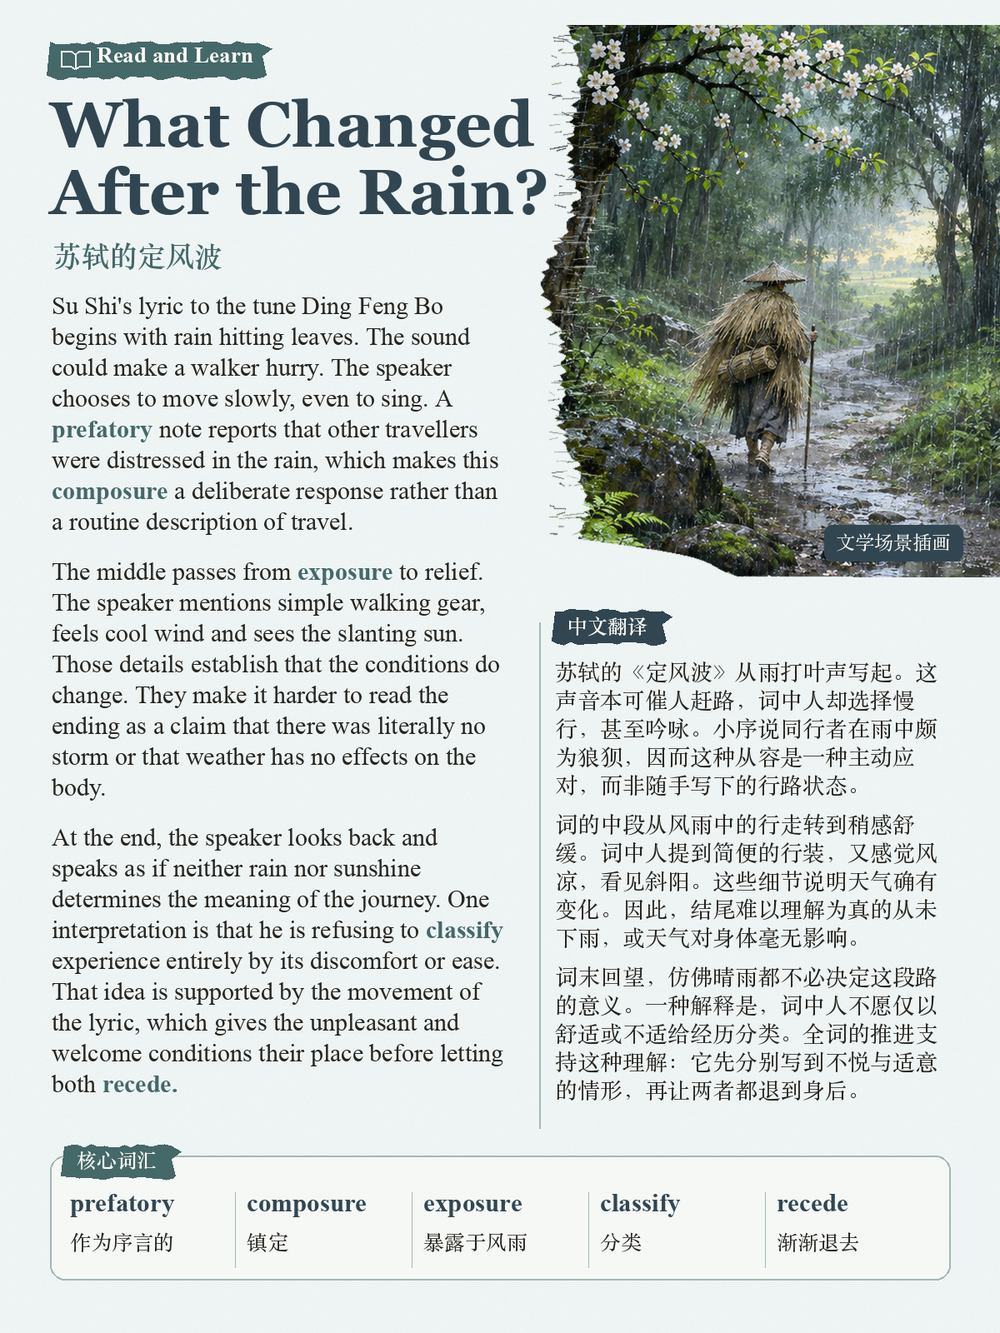 Read and Learn
What Changed
After the Rain?
苏轼的定风波
Su Shi's lyric to the tune Ding Feng Bo
begins with rain hitting leaves. The sound
could make a walker hurry. The speaker
chooses to move slowly, even to sing. A
prefatory note reports that other travellers
were distressed in the rain, which makes this
composure a deliberate response rather than
a routine description of travel.
The middle passes from exposure to relief.
The speaker mentions simple walking gear,
feels cool wind and sees the slanting sun.
Those details establish that the conditions do
change. They make it harder to read the
ending as a claim that there was literally no
storm or that weather has no effects on the
body.
At the end, the speaker looks back and
speaks as if neither rain nor sunshine
determines the meaning of the journey. One
interpretation is that he is refusing to classify
experience entirely by its discomfort or ease.
That idea is supported by the movement of
the lyric, which gives the unpleasant and
welcome conditions their place before letting
both recede.
文学场景插画
中文翻译
苏轼的《定风波》从雨打叶声写起。这
声音本可催人赶路，词中人却选择慢
行，甚至吟咏。小序说同行者在雨中颇
为狼狈，因而这种从容是一种主动应
对，而非随手写下的行路状态。
词的中段从风雨中的行走转到稍感舒
缓。词中人提到简便的行装，又感觉风
凉，看见斜阳。这些细节说明天气确有
变化。因此，结尾难以理解为真的从未
下雨，或天气对身体毫无影响。
词末回望，仿佛晴雨都不必决定这段路
的意义。一种解释是，词中人不愿仅以
舒适或不适给经历分类。全词的推进支
持这种理解：它先分别写到不悦与适意
的情形，再让两者都退到身后。
核心词汇
prefatory
作为序言的
composure
镇定
exposure
暴露于风雨
classify
分类
recede
渐渐退去